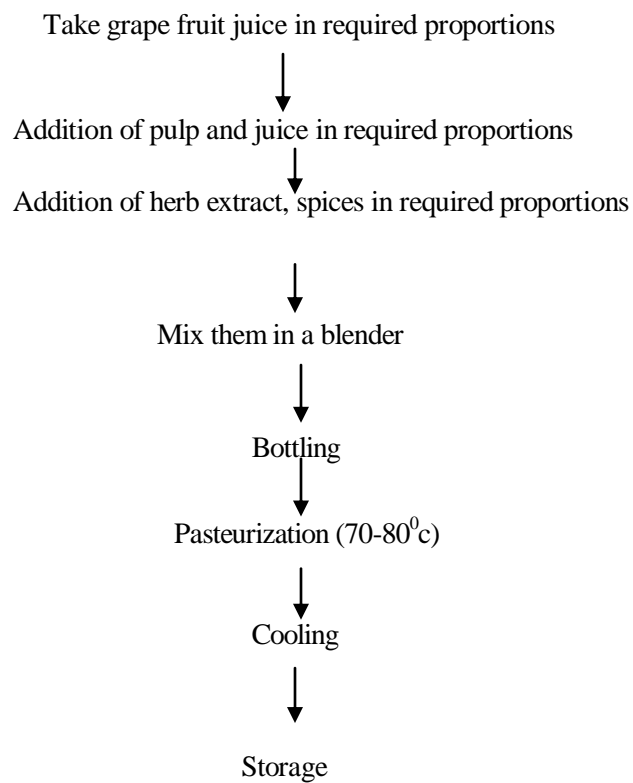 Take grape fruit juice in required proportions
Addition of pulp and juice in required proportions
Addition of herb extract, spices in required proportions
Mix them in a blender
Bottling
Pasteurization (70-80⁰c)
Cooling
Storage